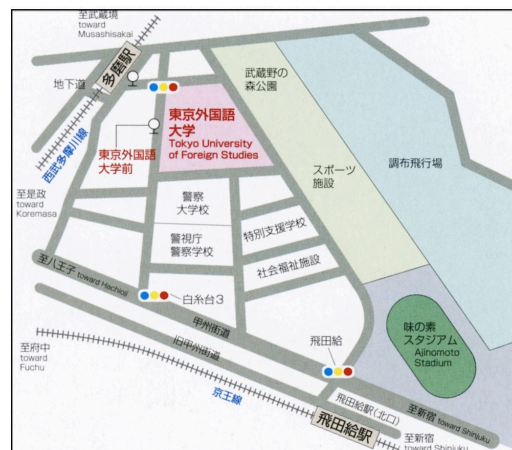 至武蔵境
toward
Musashisakai
多磨駅
地下道
西武多摩川線
至是政
toward
Koremasa
東京外国語
大学
Tokyo University
of Foreign Studies
東京外国語
大学前
武蔵野の
森公園
スポーツ
施設
調布飛行場
警察
大学校
警視庁
警察学校
特別支援学校
社会福祉施設
至八王子 toward Hachioji
白糸台3
甲州街道
旧甲州街道
飛田給
味の素
スタジアム
Ajinomoto
Stadium
至府中
toward
Fuchu
京王線
飛田給駅(北口)
飛田給駅
至新宿 toward Shinjuku
至新宿
toward Shinjuku